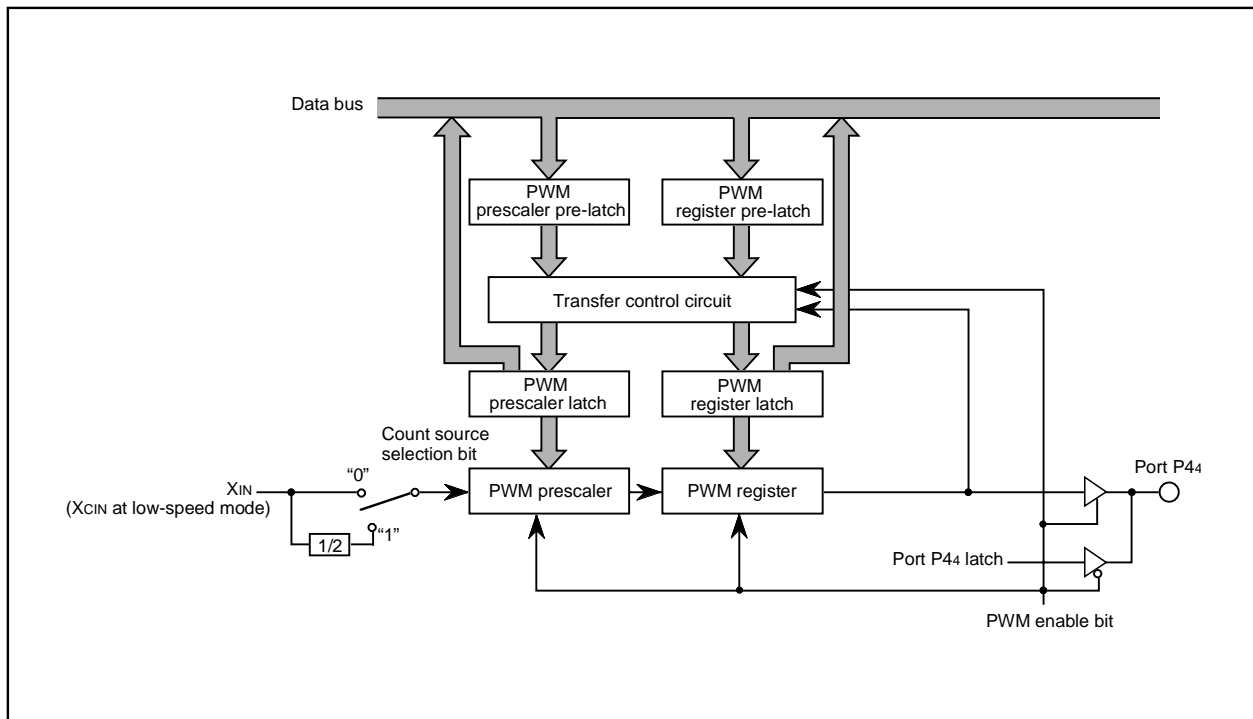 Data bus
PWM
prescaler pre-latch
PWM
register pre-latch
Transfer control circuit
PWM
prescaler latch
PWM
register latch
Count source
selection bit
“0”
XIN
(XCIN at low-speed mode)
“1”
1/2
PWM prescaler
PWM register
Port P44
Port P44 latch
PWM enable bit